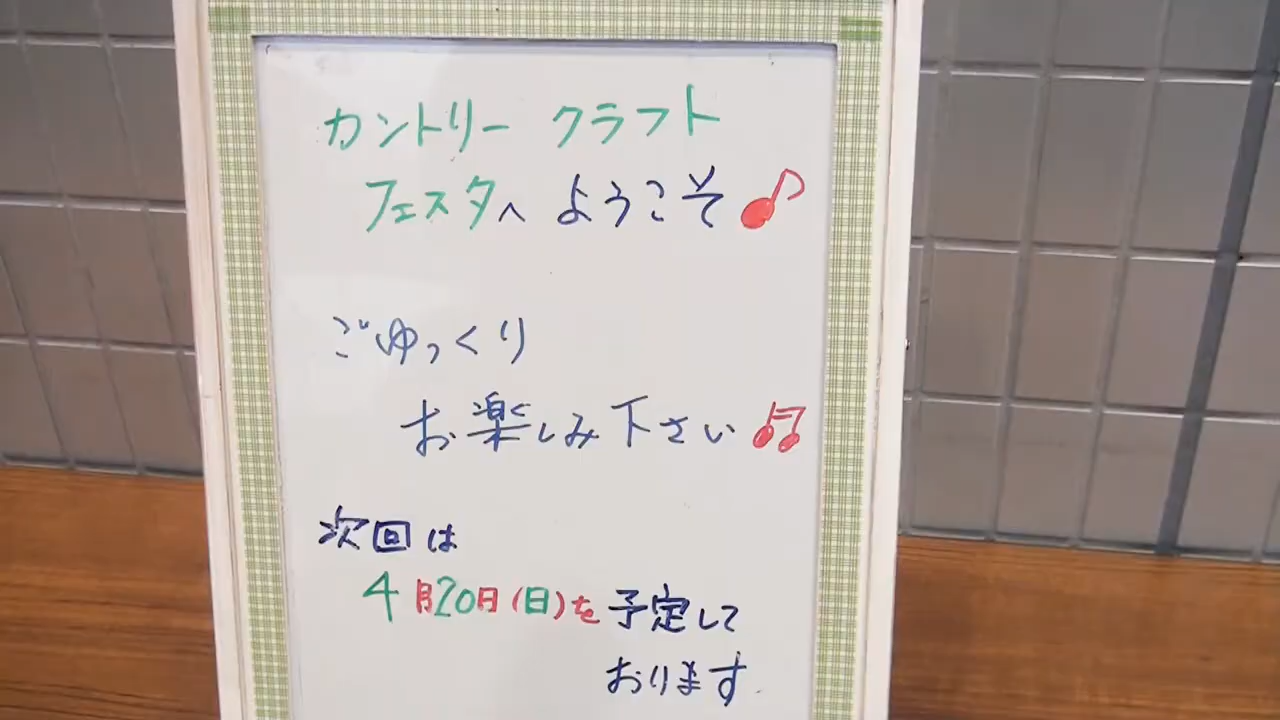 カントリー クラフト
フェスタへ ようこそ♪
ごゆっくり
お楽しみ下さい♫
次回は
4月20日(日)を予定して
おります